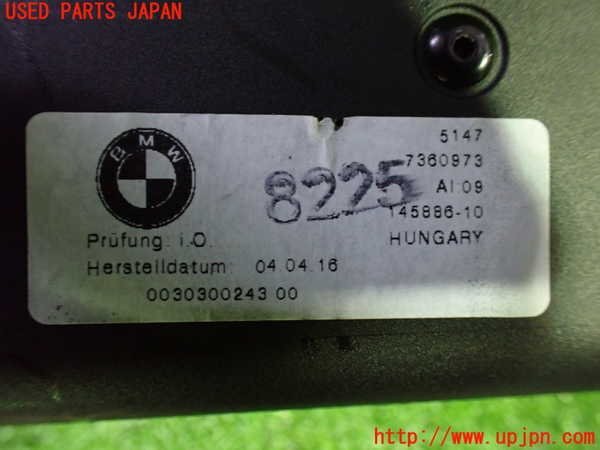 USED PARTS JAPAN
BMW
5147
7360973
8225
AI:09
145886-10
Prüfung: i.O.
HUNGARY
Herstelldatum: 04.04.16
0030300243 00
http://www.upjpn.com/